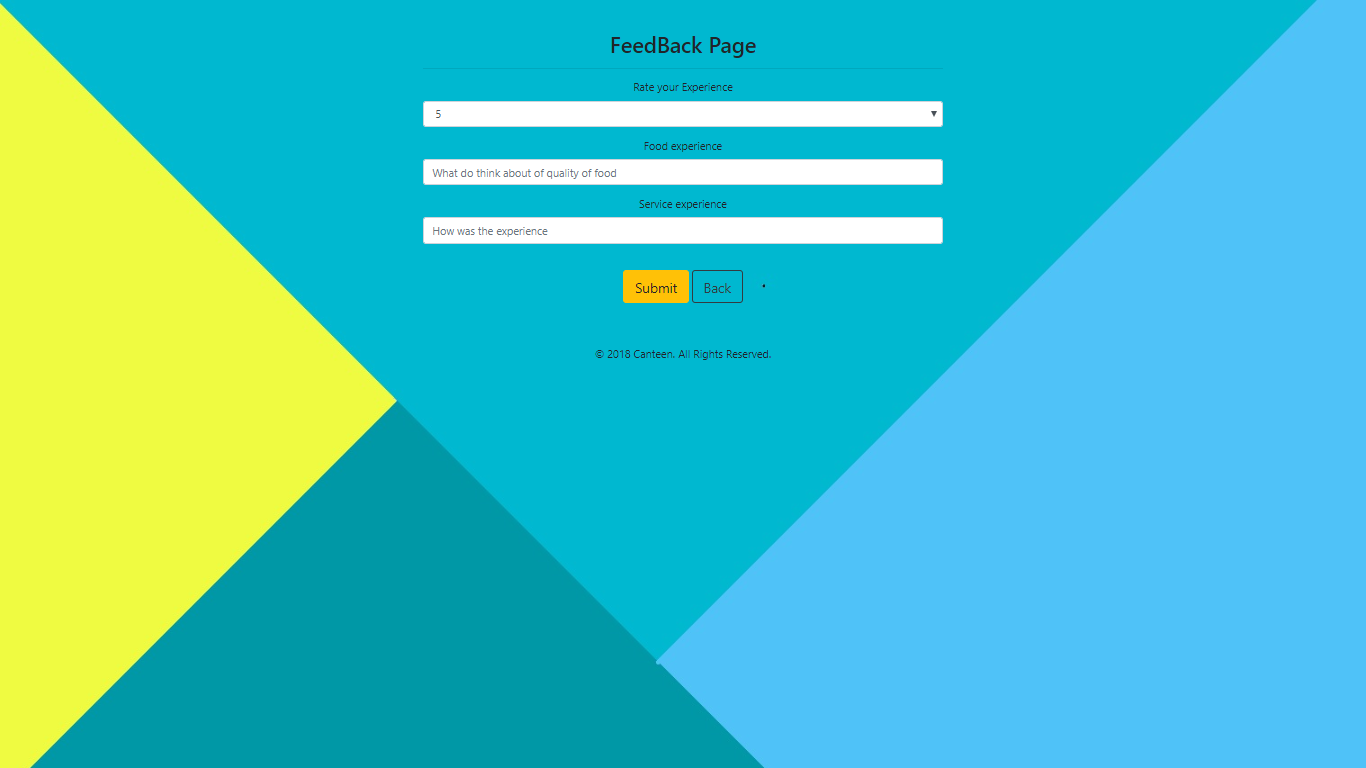 FeedBack Page
Rate your Experience
5
Food experience
What do think about of quality of food
Service experience
How was the experience
Submit Back
© 2018 Canteen. All Rights Reserved.